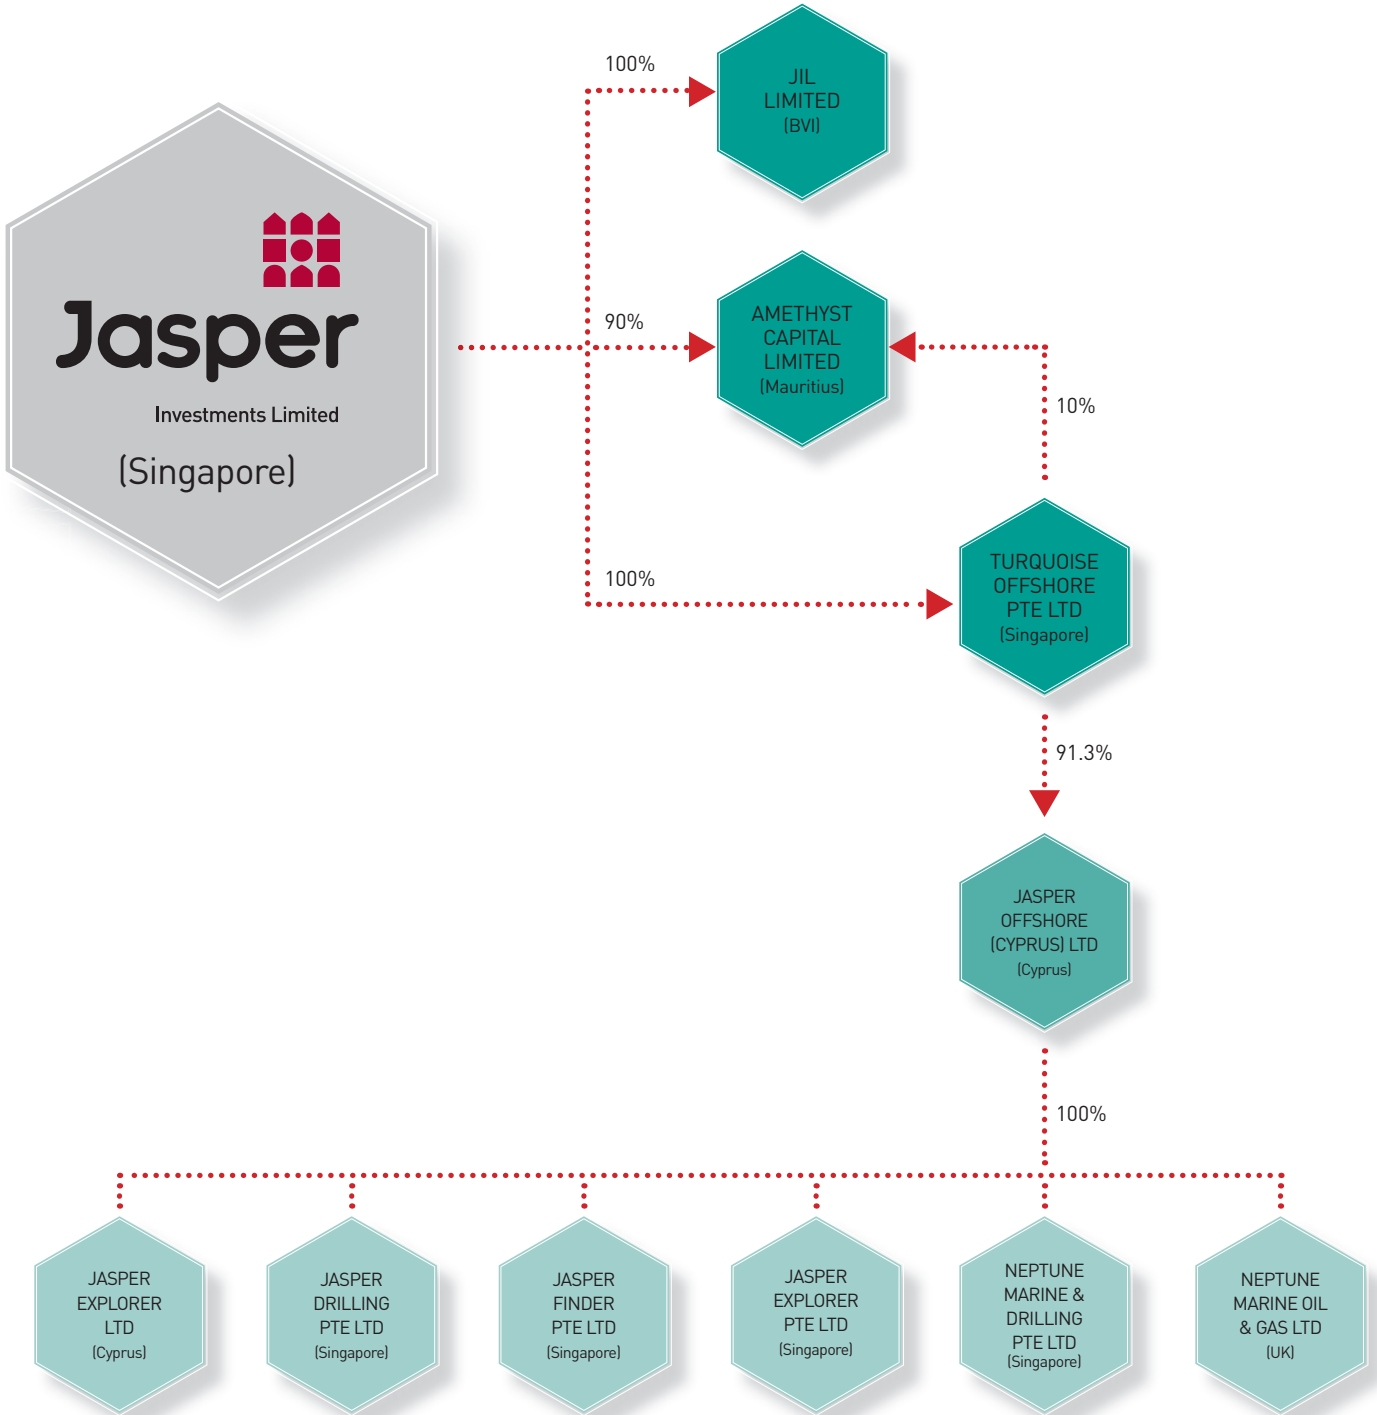 100%
JIL
LIMITED
(BVI)
Jasper
Investments Limited
(Singapore)
90%
AMETHYST
CAPITAL
LIMITED
(Mauritius)
10%
100%
TURQUOISE
OFFSHORE
PTE LTD
(Singapore)
91.3%
JASPER
OFFSHORE
(CYPRUS) LTD
(Cyprus)
100%
JASPER
EXPLORER
LTD
(Cyprus)
JASPER
DRILLING
PTE LTD
(Singapore)
JASPER
FINDER
PTE LTD
(Singapore)
JASPER
EXPLORER
PTE LTD
(Singapore)
NEPTUNE
MARINE &
DRILLING
PTE LTD
(Singapore)
NEPTUNE
MARINE OIL
& GAS LTD
(UK)